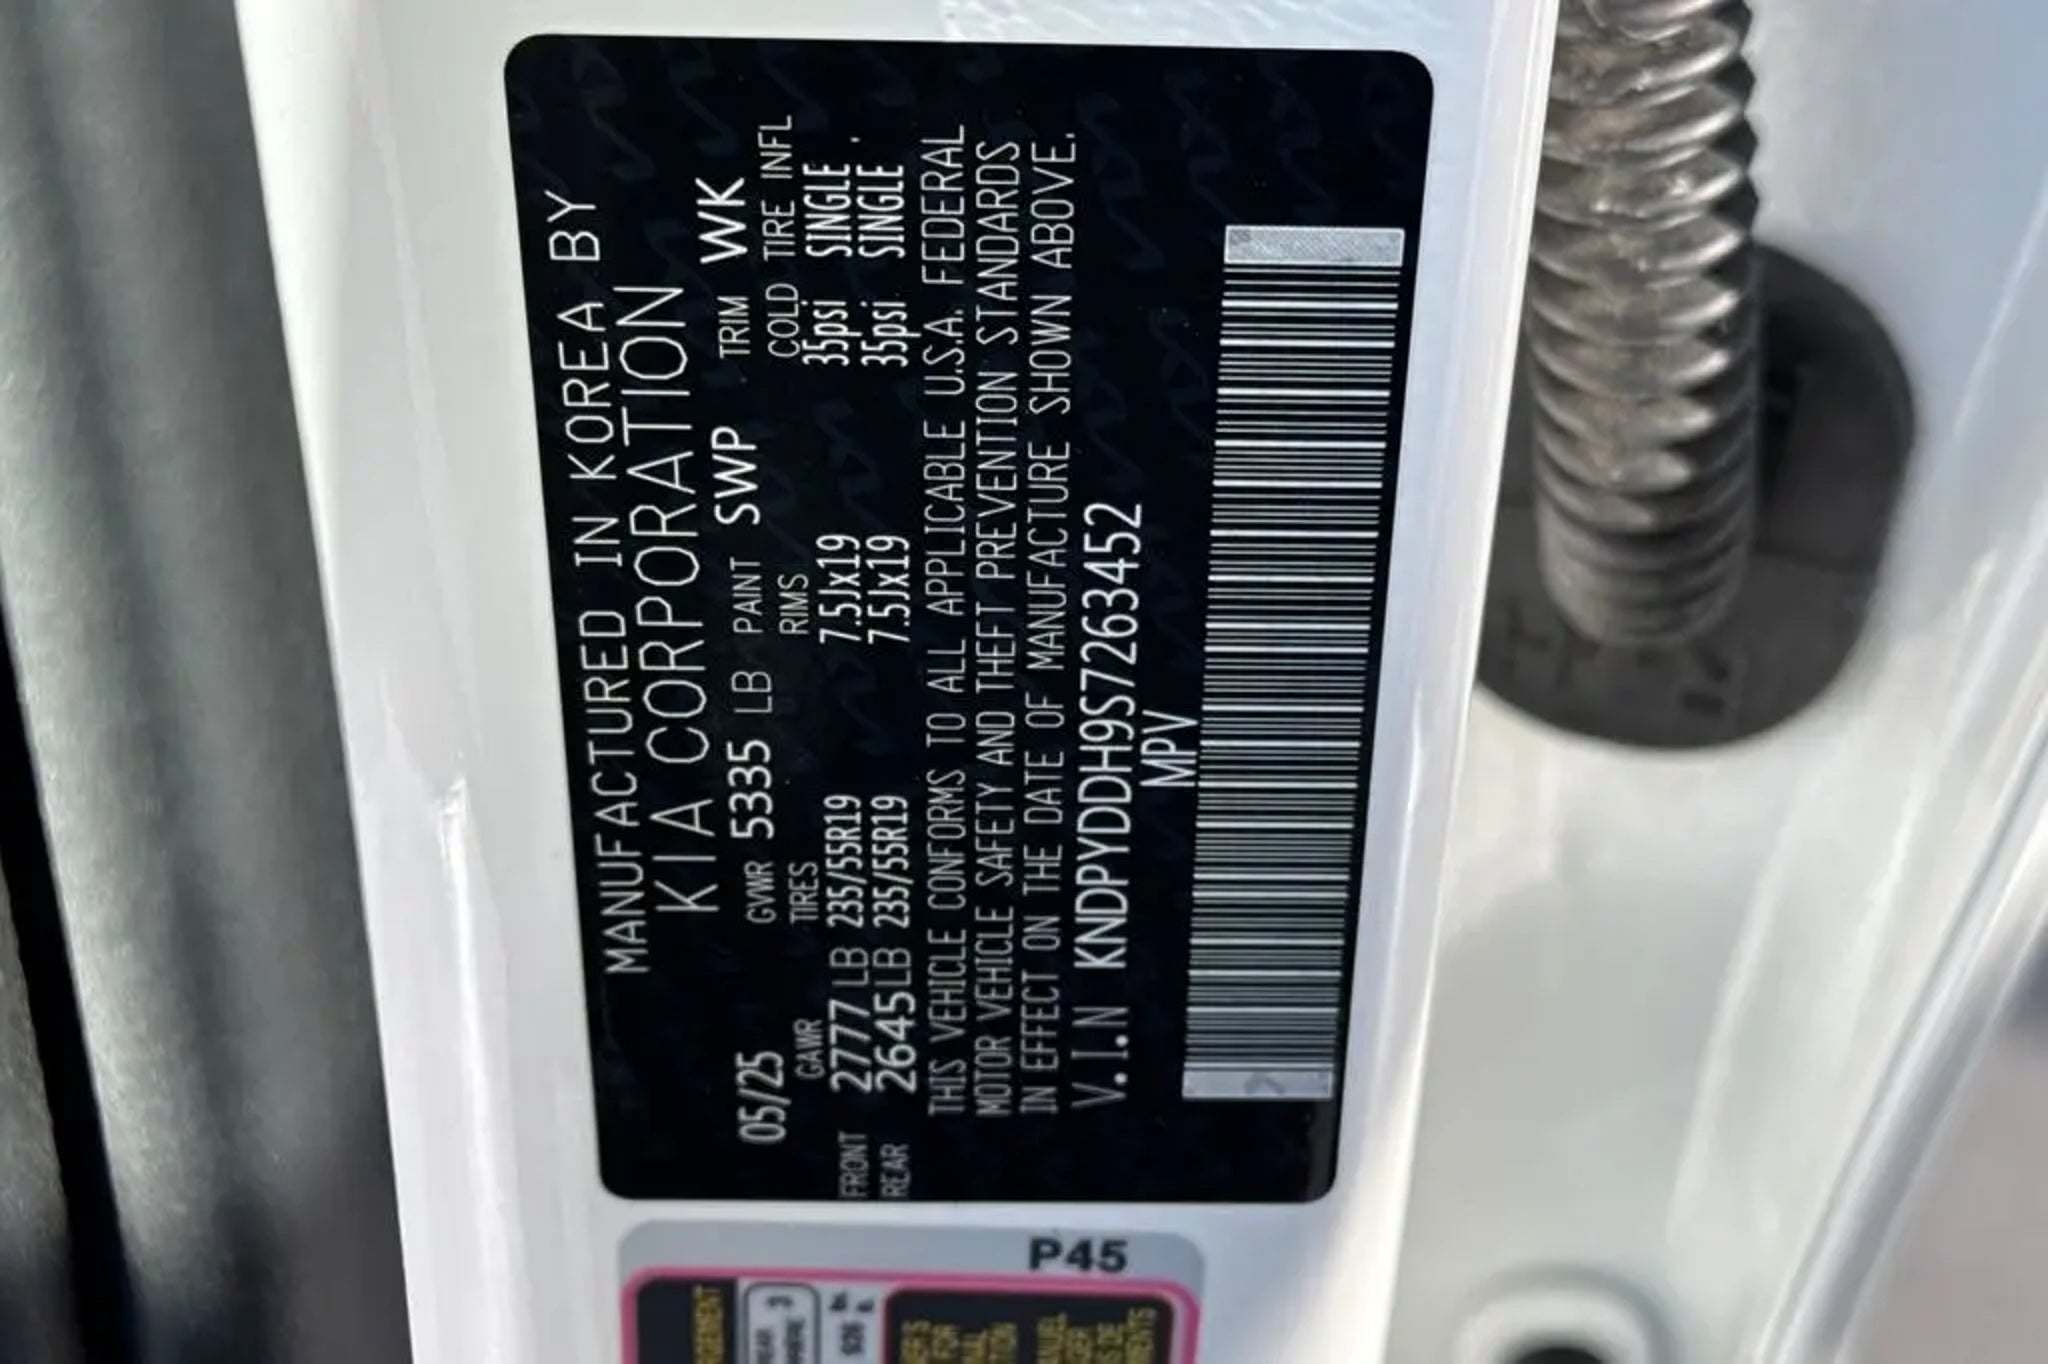 MANUFACTURED IN KOREA BY
KIA CORPORATION
05/25 GVWR 5335 LB PAINT SWP TRIM WK
GAWR TIRES RIMS COLD TIRE INFL
FRONT 2777 LB 235/55R19 7.5Jx19 35psi SINGLE
REAR 2645LB 235/55R19 7.5Jx19 35psi. SINGLE
THIS VEHICLE CONFORMS TO ALL APPLICABLE U.S.A. FEDERAL
MOTOR VEHICLE SAFETY AND THEFT PREVENTION STANDARDS
IN EFFECT ON THE DATE OF MANUFACTURE SHOWN ABOVE.
V.I.N KNDPYDDH9S7263452
MPV
P45